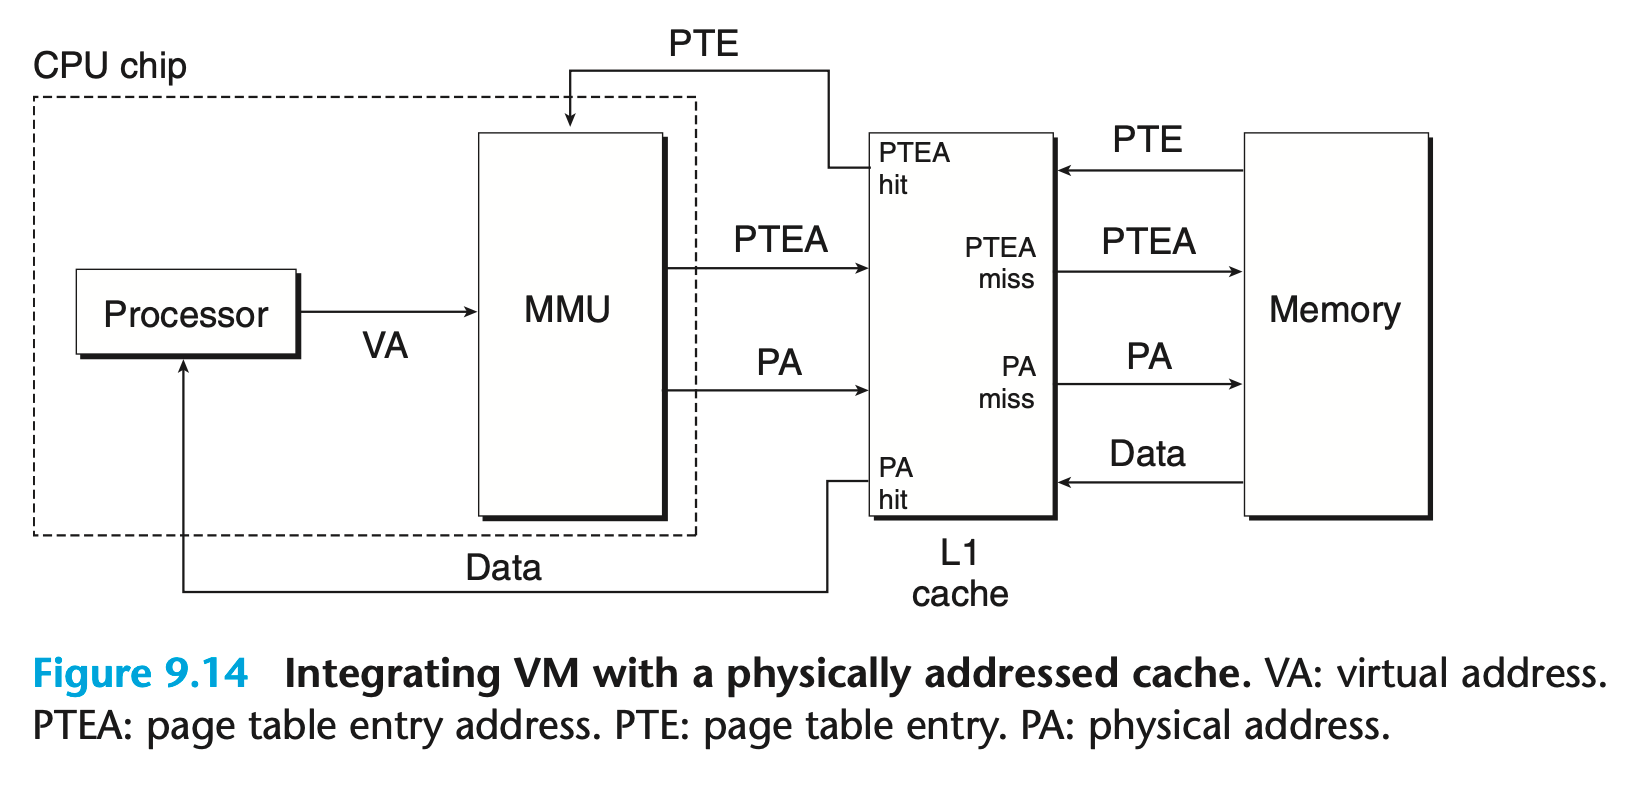 PTE
CPU chip
PTEA
hit
PTE
PTEA
PTEA
miss
PTEA
Processor
VA
MMU
Memory
PA
PA
miss
PA
PA
hit
Data
Data
L1
cache
Figure 9.14 Integrating VM with a physically addressed cache. VA: virtual address.
PTEA: page table entry address. PTE: page table entry. PA: physical address.